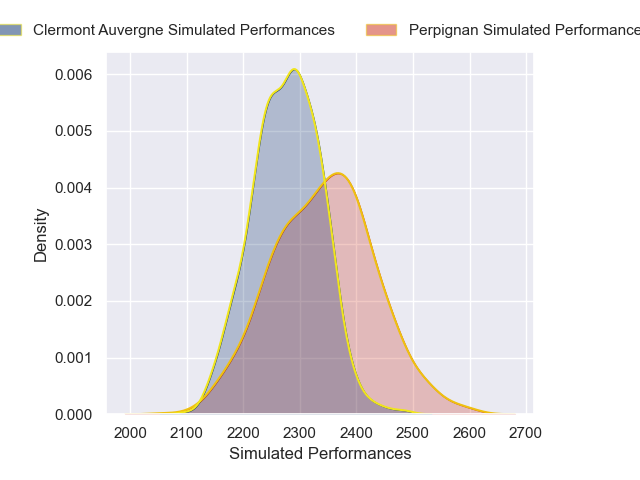 Clermont Auvergne Simulated Performances Perpignan Simulated Performance
0.006
0.005
0.004
0.003
0.002
0.001
0.000
Density
2000 2100 2200 2300 2400 2500 2600 2700
Simulated Performances